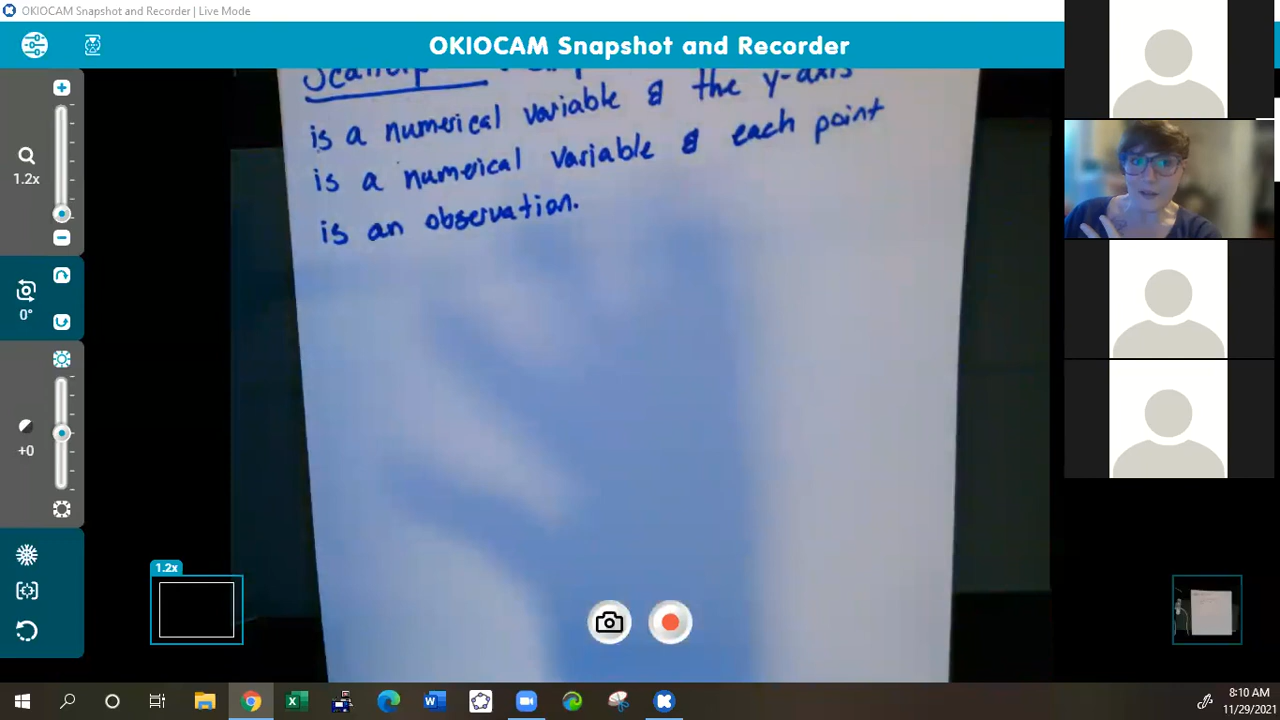 OKIOCAM Snapshot and Recorder | Live Mode
OKIOCAM Snapshot and Recorder
is a numerical variable & the y-axis
is a numerical variable & each point
is an observation.
1.2x
0°
+0
1.2x
8:10 AM
11/29/2021